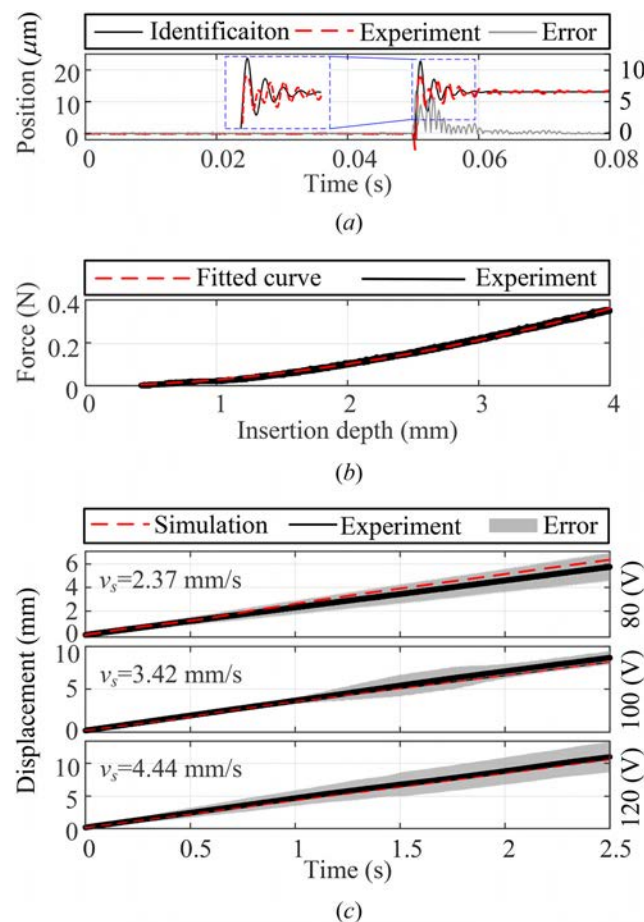 Identificaiton Experiment Error
Position (μm)
20
10
0
10
5
0
0 0.02 0.04 0.06 0.08
Time (s)
(a)
Fitted curve Experiment
Force (N)
0.4
0.2
0
0 1 2 3 4
Insertion depth (mm)
(b)
Simulation Experiment Error
Displacement (mm)
6
4
2
0
vs=2.37 mm/s
80 (V)
10
5
0
vs=3.42 mm/s
100 (V)
10
5
0
vs=4.44 mm/s
120 (V)
0 0.5 1 1.5 2 2.5
Time (s)
(c)